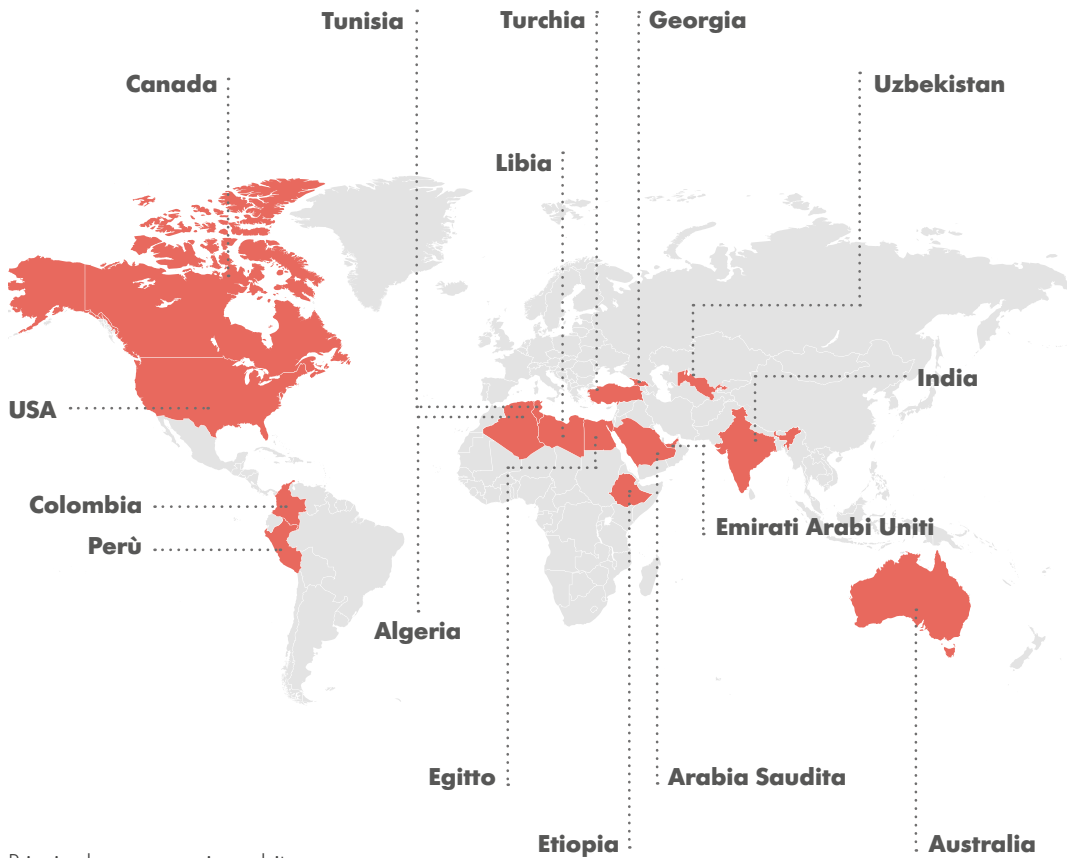 Tunisia
Turchia
Georgia
Canada
Uzbekistan
Libia
India
USA
Colombia
Emirati Arabi Uniti
Perù
Algeria
Egitto
Arabia Saudita
Etiopia
Australia